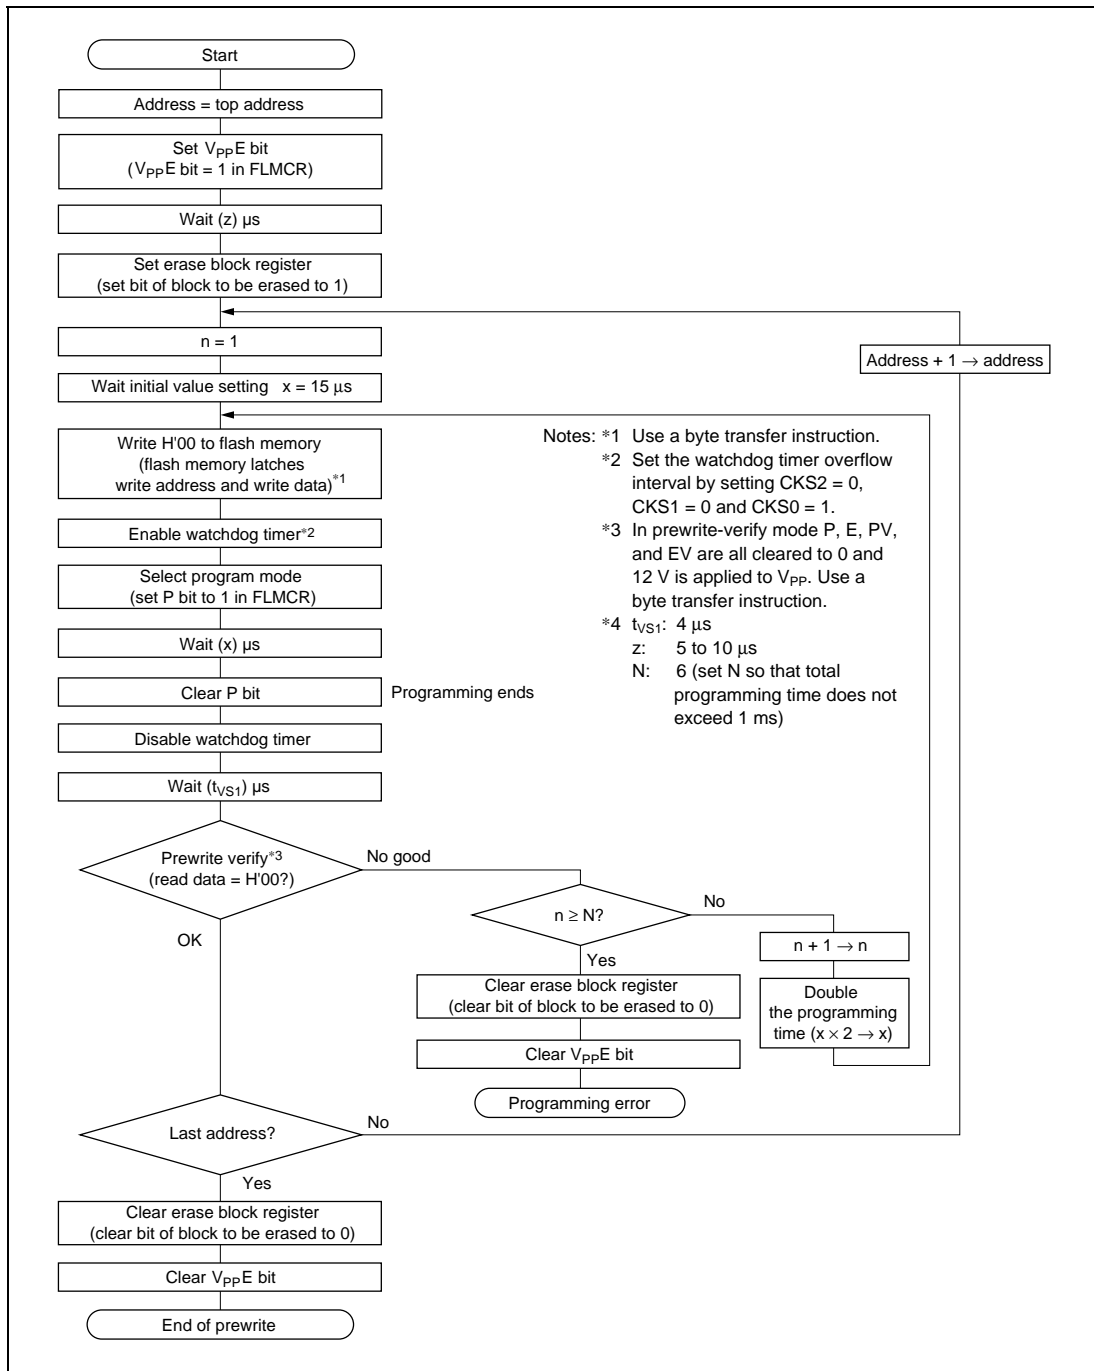 Start
Address = top address
Set VPPE bit
(VPPE bit = 1 in FLMCR)
Wait (z) µs
Set erase block register
(set bit of block to be erased to 1)
n = 1
Address + 1 → address
Wait initial value setting x = 15 µs
Write H'00 to flash memory
(flash memory latches
write address and write data)*1
Enable watchdog timer*2
Select program mode
(set P bit to 1 in FLMCR)
Wait (x) µs
Clear P bit
Programming ends
Disable watchdog timer
Wait (tVS1) µs
Notes: *1 Use a byte transfer instruction.
*2 Set the watchdog timer overflow
interval by setting CKS2 = 0,
CKS1 = 0 and CKS0 = 1.
*3 In prewrite-verify mode P, E, PV,
and EV are all cleared to 0 and
12 V is applied to VPP. Use a
byte transfer instruction.
*4 tVS1: 4 µs
z: 5 to 10 µs
N: 6 (set N so that total
programming time does not
exceed 1 ms)
Prewrite verify*3
(read data = H'00?)
No good
OK
n ≥ N?
No
n + 1 → n
Double
the programming
time (x × 2 → x)
Yes
Clear erase block register
(clear bit of block to be erased to 0)
Clear VPPE bit
Programming error
Last address?
No
Yes
Clear erase block register
(clear bit of block to be erased to 0)
Clear VPPE bit
End of prewrite